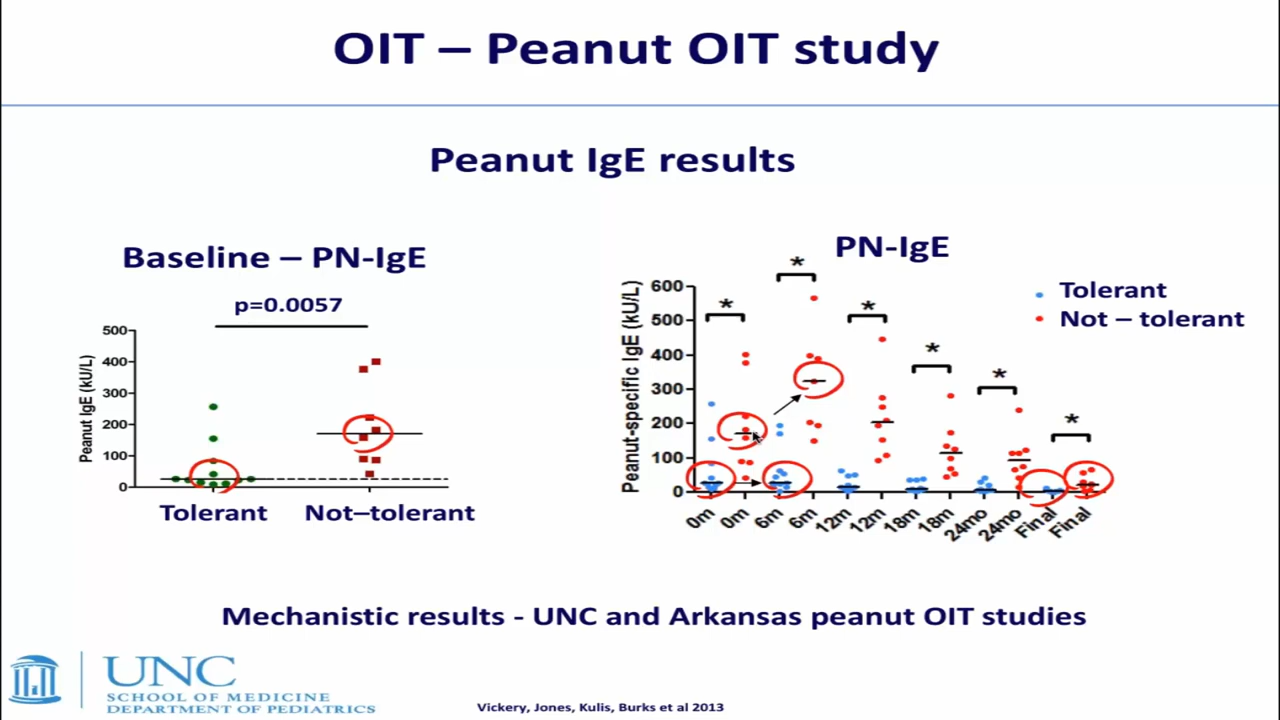 OIT – Peanut OIT study
Peanut IgE results
Baseline – PN-IgE
p=0.0057
Peanut IgE (kU/L)
500
400
300
200
100
0
Tolerant
Not–tolerant
PN-IgE
Peanut-specific IgE (kU/L)
600
500
400
300
200
100
0
*
*
*
*
*
*
Tolerant
Not – tolerant
0m
0m
6m
6m
12m
12m
18m
18m
24mo
24mo
Final
Final
Mechanistic results - UNC and Arkansas peanut OIT studies
UNC
SCHOOL OF MEDICINE
DEPARTMENT OF PEDIATRICS
Vickery, Jones, Kulis, Burks et al 2013